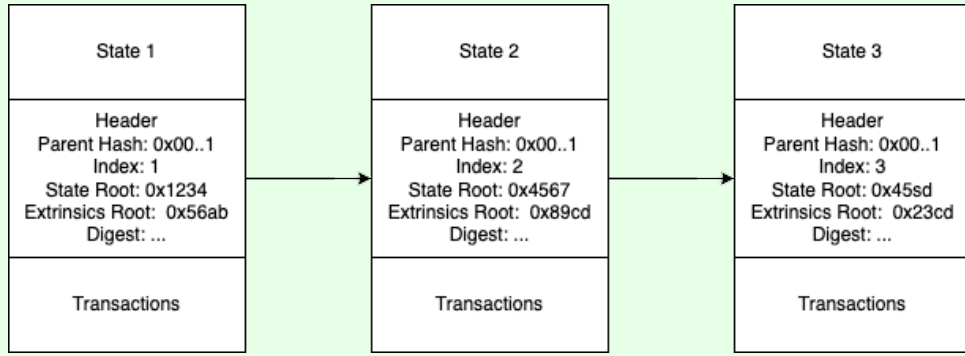 State 1
Header
Parent Hash: 0x00..1
Index: 1
State Root: 0x1234
Extrinsics Root: 0x56ab
Digest: ...
Transactions
State 2
Header
Parent Hash: 0x00..1
Index: 2
State Root: 0x4567
Extrinsics Root: 0x89cd
Digest: ...
Transactions
State 3
Header
Parent Hash: 0x00..1
Index: 3
State Root: 0x45sd
Extrinsics Root: 0x23cd
Digest: ...
Transactions